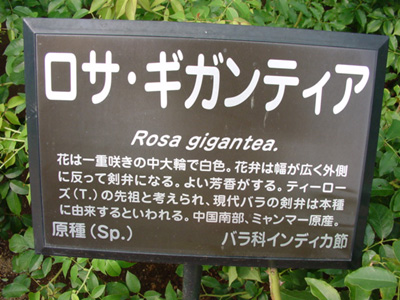 ロサ・ギガンティア
Rosa gigantea.
花は一重咲きの中大輪で白色。花弁は幅が広く外側
に反って剣弁になる。よい芳香がする。ティーロー
ズ(T.)の先祖と考えられ、現代バラの剣弁は本種
に由来するといわれる。中国南部、ミャンマー原産。
原種(Sp.)
バラ科インディカ節